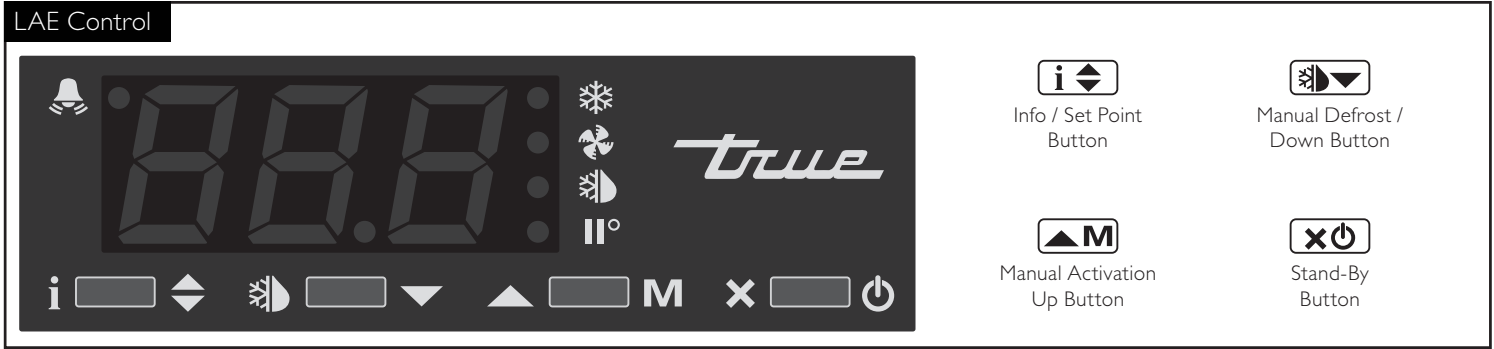 LAE Control
88.8
II°
true
i
M
i
Info / Set Point
Button
Manual Defrost /
Down Button
M
Manual Activation
Up Button
Stand-By
Button